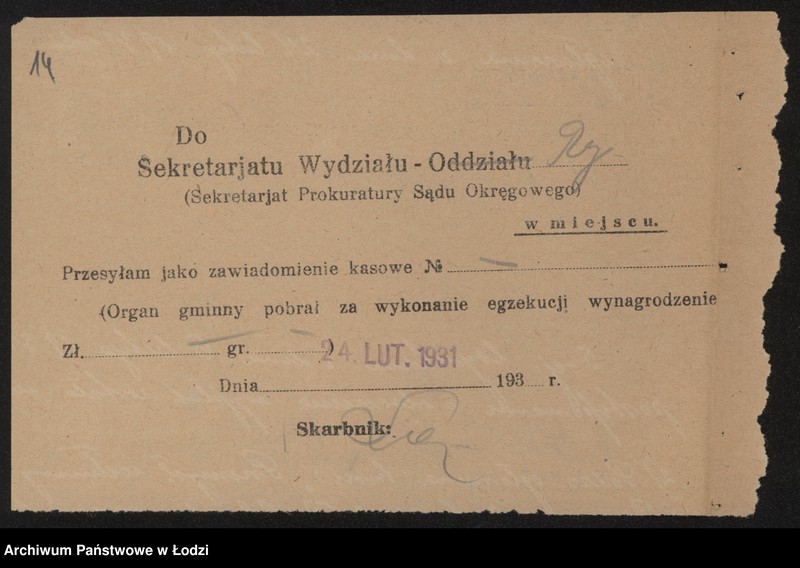 14
Do
Sekretarjatu Wydziału - Oddziału
(Sekretarjat Prokuratury Sądu Okręgowego)
w miejscu.
Przesyłam jako zawiadomienie kasowe №
(Organ gminny pobrał za wykonanie egzekucji wynagrodzenie
Zł. gr. )
24. LUT. 1931
Dnia 193 r.
Skarbnik:
Archiwum Państwowe w Łodzi